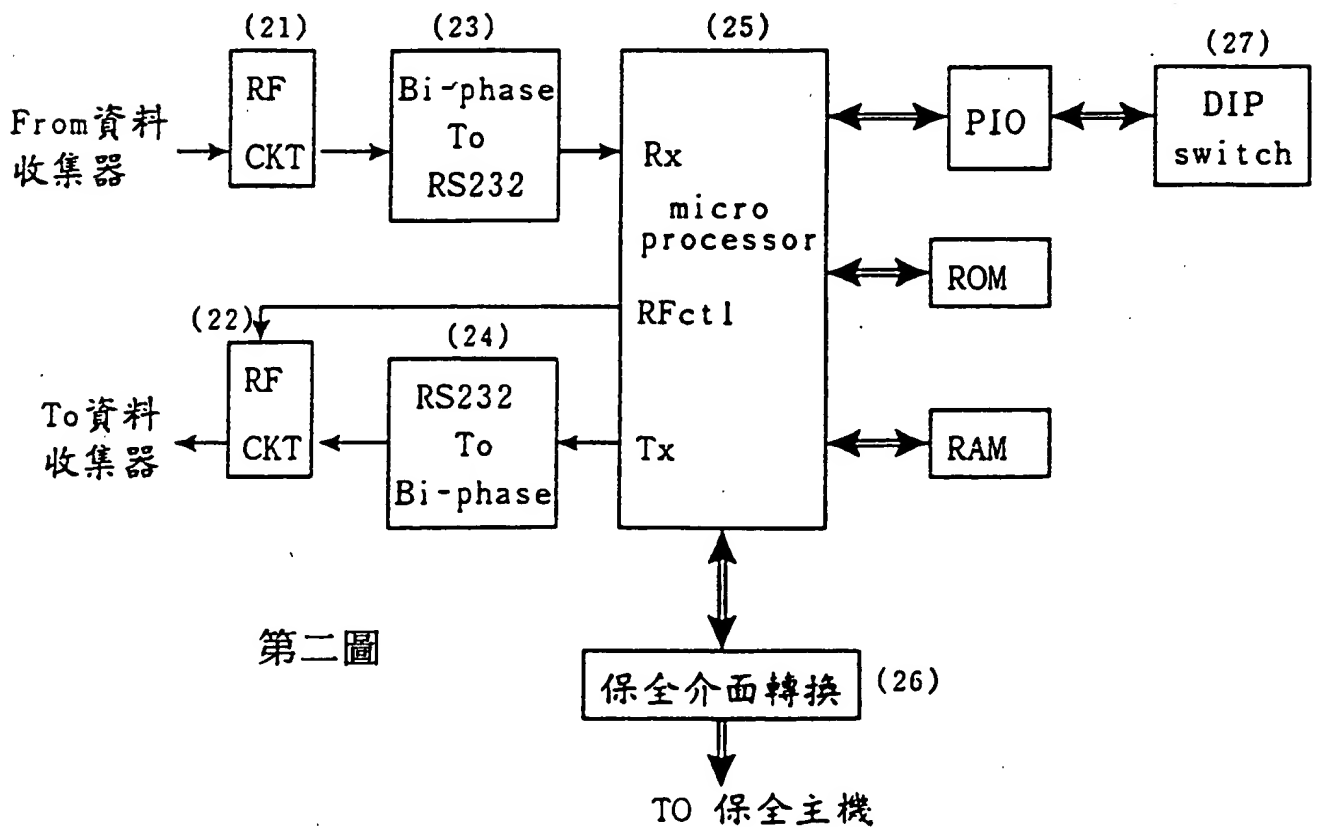 (21)
(23)
(25)
(27)
RF
CKT
Bi-phase
To
RS232
From資料
收集器
Rx
micro
processor
RFctl
Tx
PIO
DIP
switch
ROM
RAM
(22)
(24)
RF
CKT
RS232
To
Bi-phase
To資料
收集器
第二圖
保全介面轉換
(26)
TO 保全主機